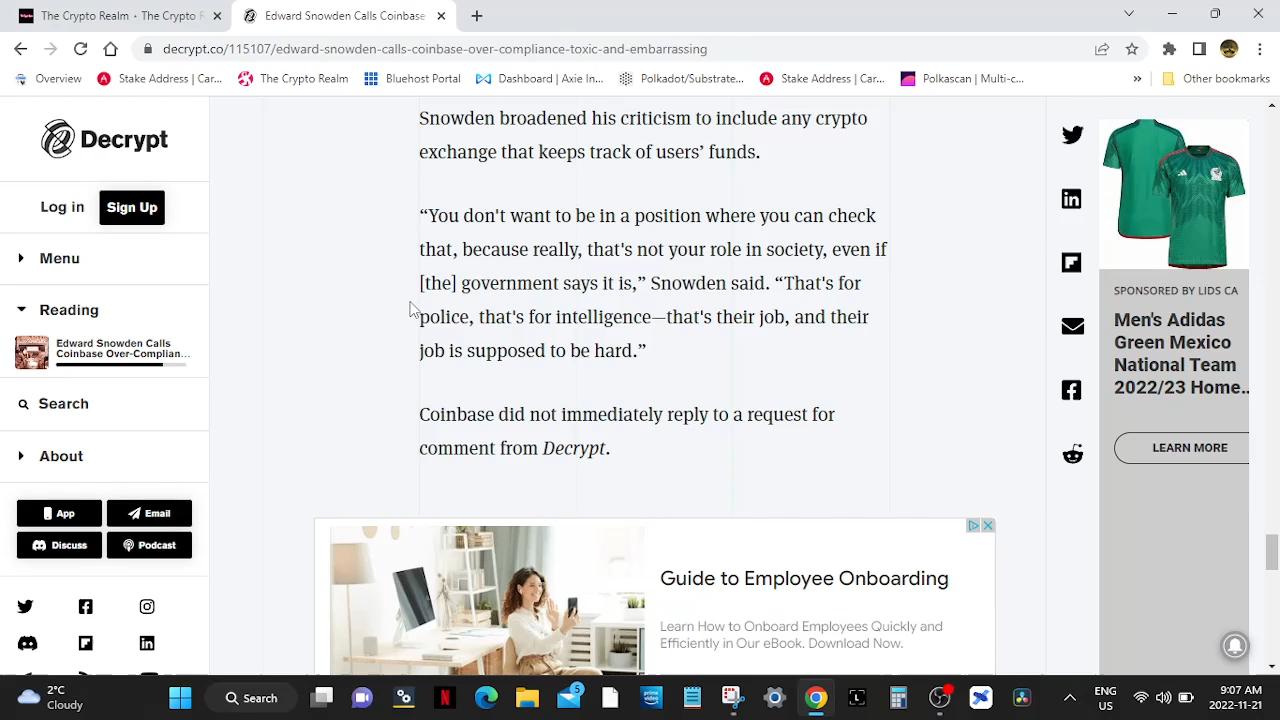 The Crypto Realm - The Crypto R
Edward Snowden Calls Coinbase
decrypt.co/115107/edward-snowden-calls-coinbase-over-compliance-toxic-and-embarrassing
Overview
Stake Address | (Car...
The Crypto Realm
Bluehost Portal
Dashboard | Axie In...
Polkadot/Substrate...
Stake Address | (Car...
Polkascan | Multi-c...
»
Other bookmarks
Decrypt
Log in
Sign Up
Menu
Reading
Edward Snowden Calls
Coinbase Over-Complian...
Search
About
App
Email
Discuss
Podcast
Snowden broadened his criticism to include any crypto
exchange that keeps track of users’ funds.
“You don't want to be in a position where you can check
that, because really, that's not your role in society, even if
[the] government says it is,” Snowden said. “That's for
police, that's for intelligence—that's their job, and their
job is supposed to be hard.”
Coinbase did not immediately reply to a request for
comment from Decrypt.
Guide to Employee Onboarding
Learn How to Onboard Employees Quickly and
Efficiently in Our eBook. Download Now.
SPONSORED BY LIDS CA
Men's Adidas
Green Mexico
National Team
2022/23 Home...
LEARN MORE
2°C
Cloudy
Search
5
prime
video
L
ENG
US
9:07 AM
2022-11-21